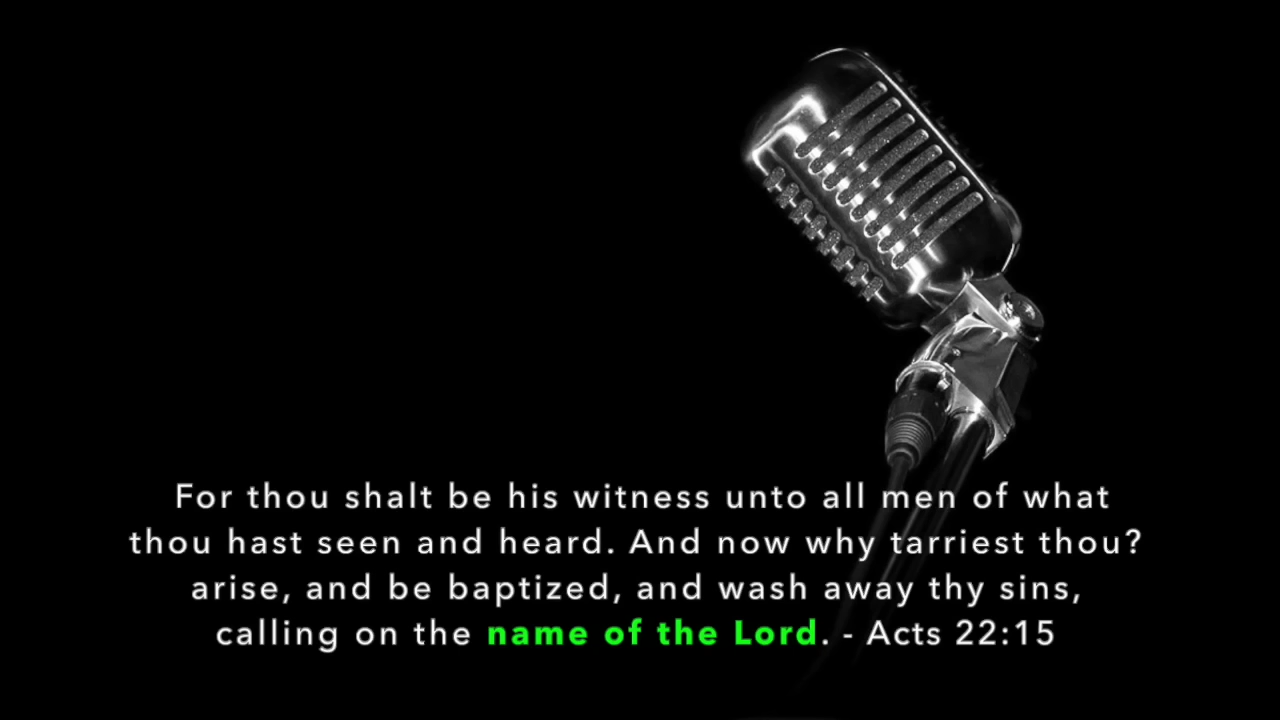 For thou shalt be his witness unto all men of what
thou hast seen and heard. And now why tarriest thou?
arise, and be baptized, and wash away thy sins,
calling on the name of the Lord. - Acts 22:15